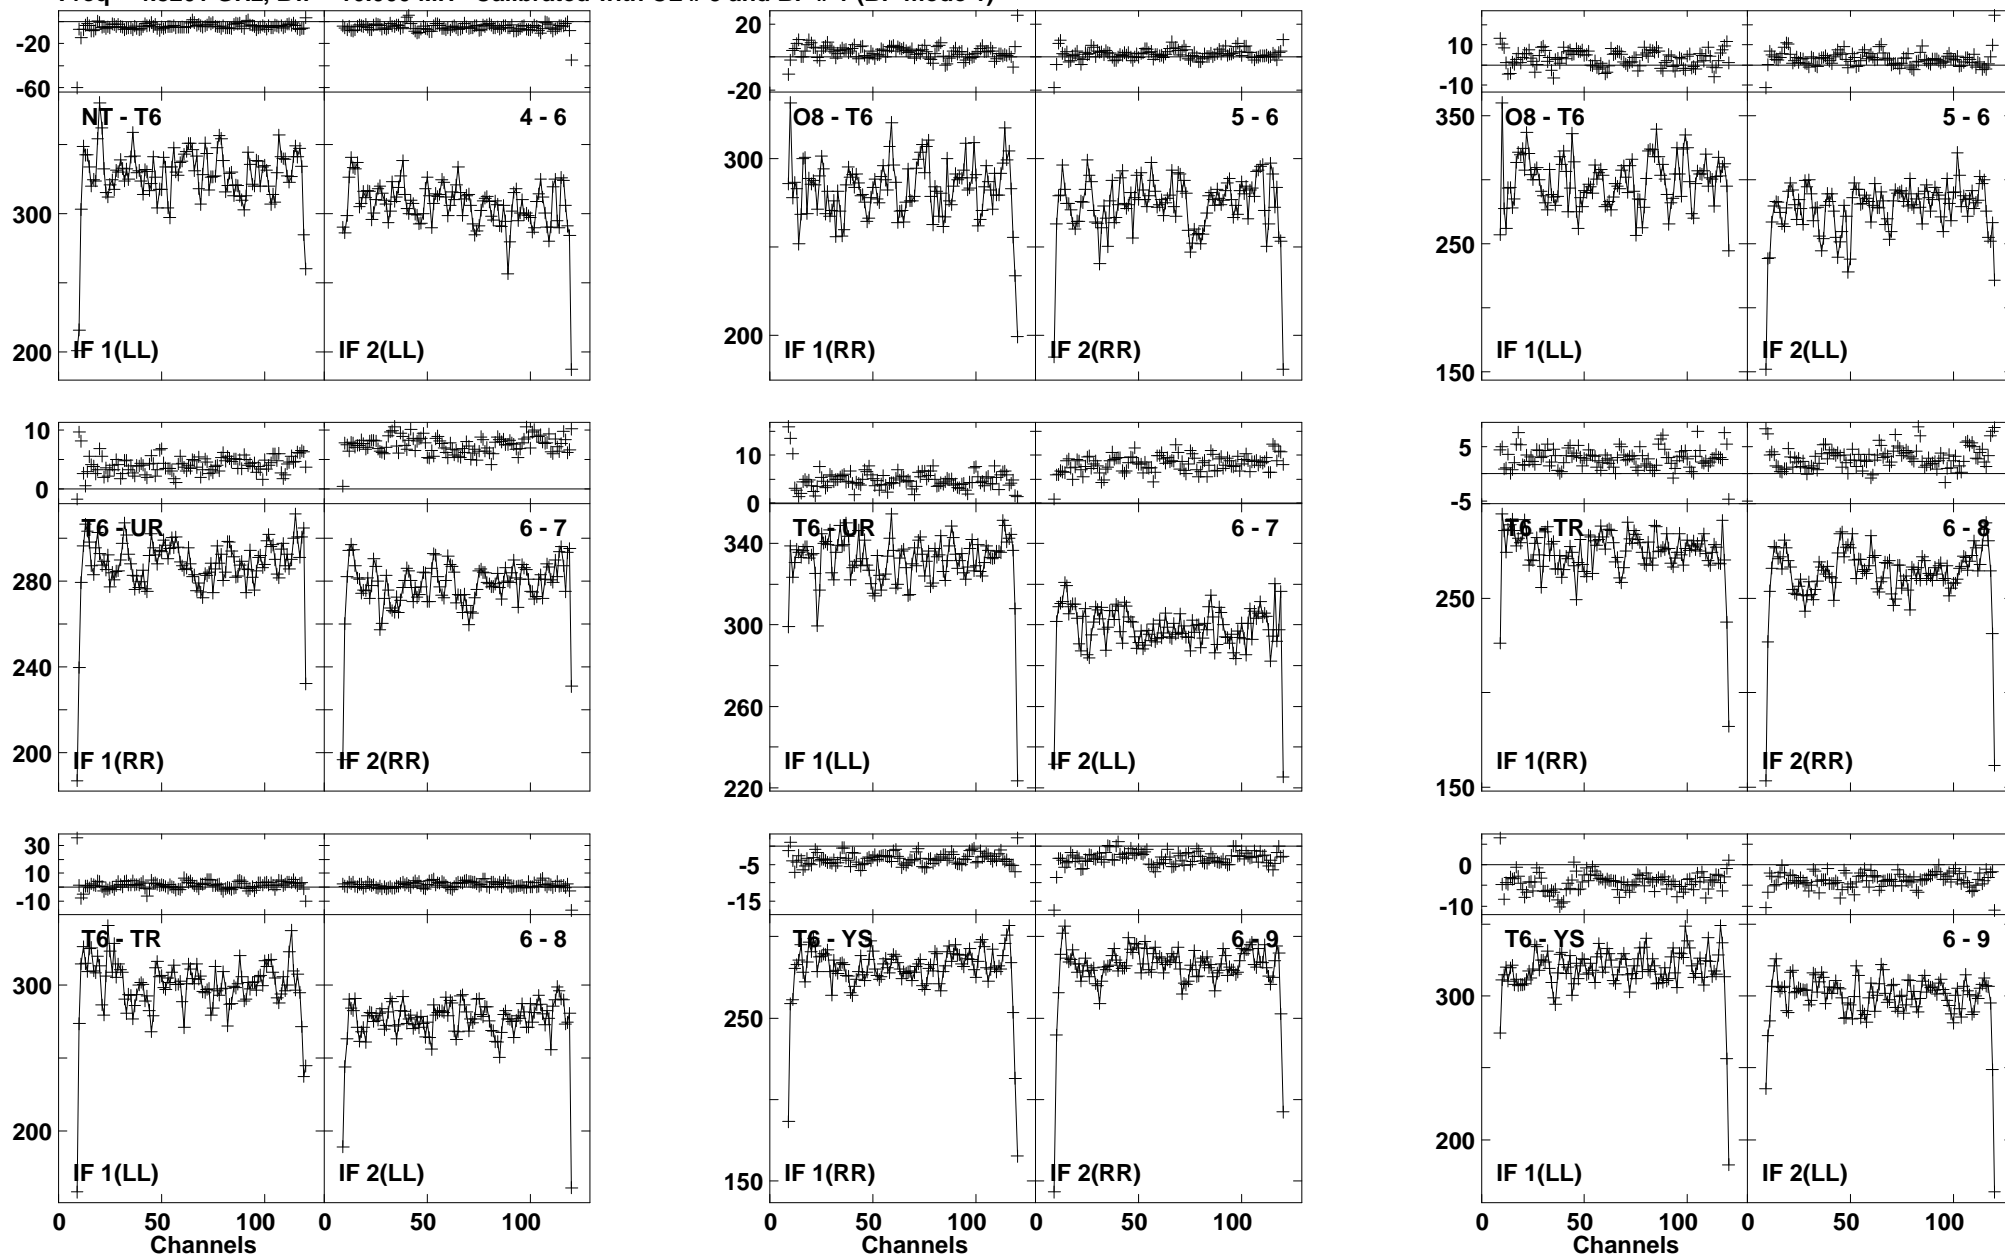 -20
-60
NT - T6
4 - 6
300
200
IF 1(LL)
IF 2(LL)
20
0
-20
O8 - T6
5 - 6
300
200
IF 1(RR)
IF 2(RR)
10
-10
O8 - T6
5 - 6
350
250
150
IF 1(LL)
IF 2(LL)
10
0
T6 - UR
6 - 7
280
240
200
IF 1(RR)
IF 2(RR)
10
0
T6 - UR
6 - 7
340
300
260
220
IF 1(LL)
IF 2(LL)
5
-5
T6 - TR
6 - 8
250
150
IF 1(RR)
IF 2(RR)
30
10
-10
T6 - TR
6 - 8
300
200
IF 1(LL)
IF 2(LL)
0 50 100 0 50 100
Channels
-5
-15
T6 - YS
6 - 9
250
150
IF 1(RR)
IF 2(RR)
0 50 100 0 50 100
Channels
0
-10
T6 - YS
6 - 9
300
200
IF 1(LL)
IF 2(LL)
0 50 100 0 50 100
Channels